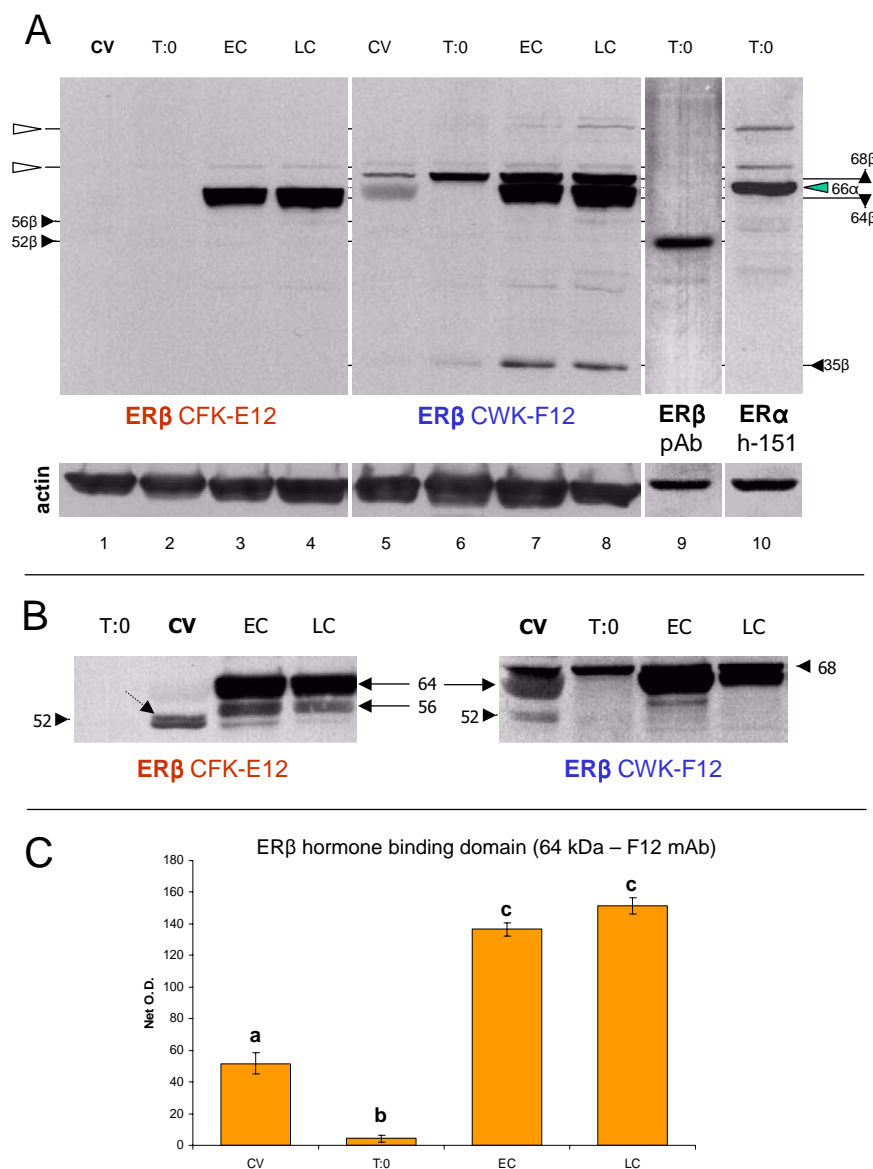 A
CV T:0 EC LC CV T:0 EC LC T:0 T:0
68β
66α
64β
56β
52β
35β
ERβ CFK-E12 ERβ CWK-F12 ERβ pAb ERα h-151
actin
1 2 3 4 5 6 7 8 9 10
B
T:0 CV EC LC CV T:0 EC LC
68
64
56
52 52
ERβ CFK-E12 ERβ CWK-F12
C
ERβ hormone binding domain (64 kDa – F12 mAb)
180
160
140
120
100
80
60
40
20
0
Net O.D.
a b c c
CV T:0 EC LC